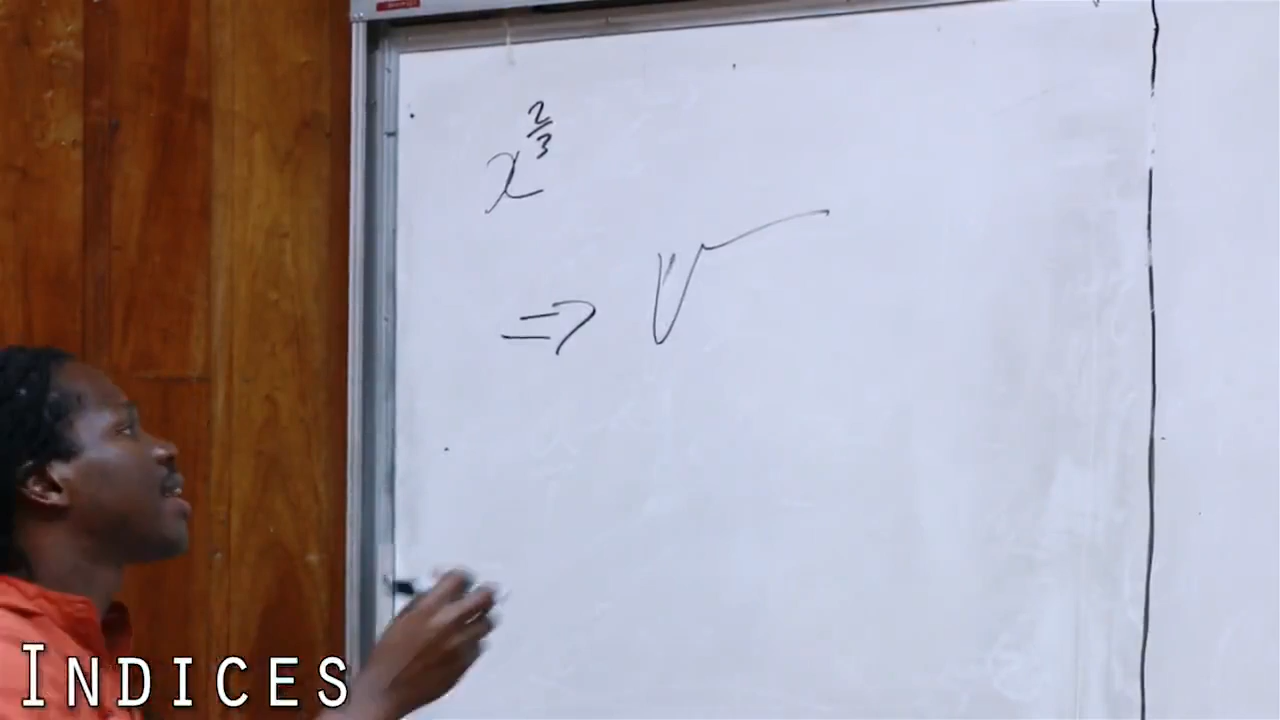 x^{2/3}
⇒ √
INDICES